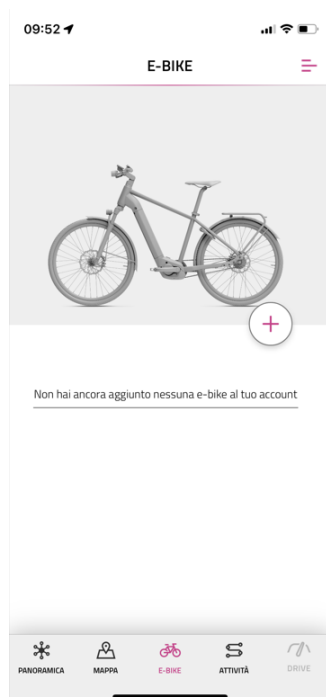 09:52
E-BIKE
Non hai ancora aggiunto nessuna e-bike al tuo account
PANORAMICA MAPPA E-BIKE ATTIVITÀ DRIVE